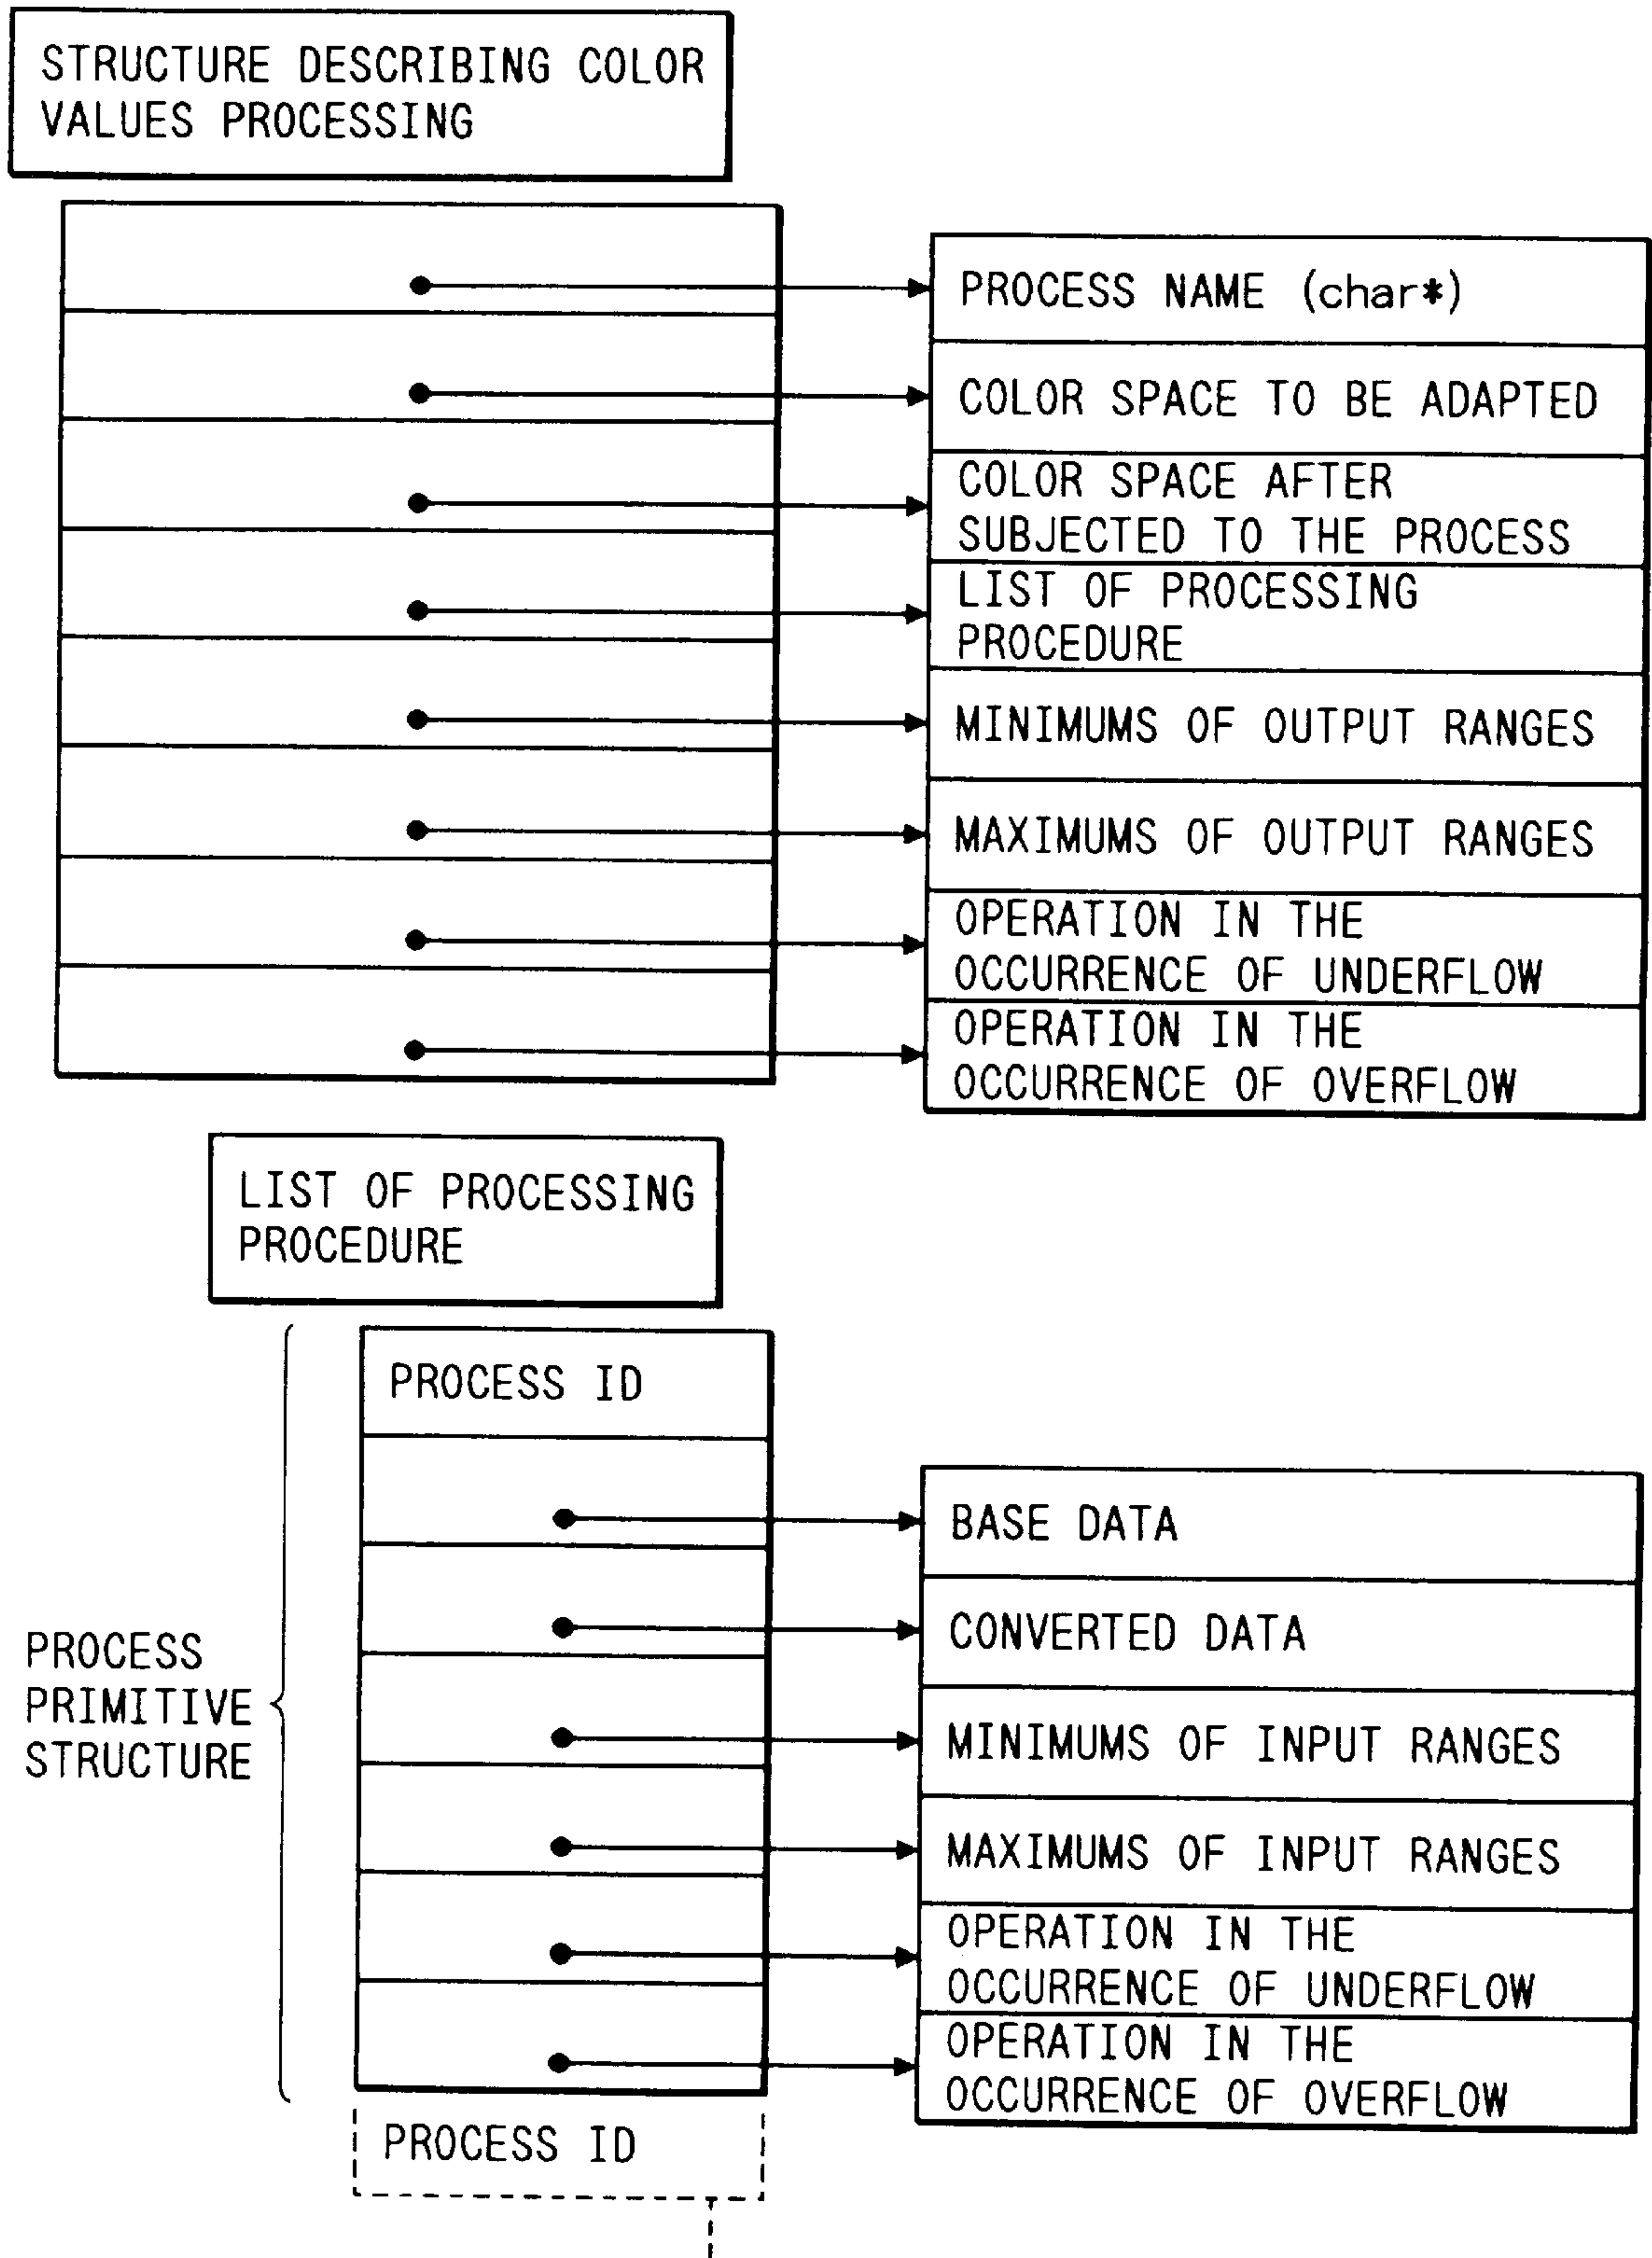 STRUCTURE DESCRIBING COLOR
VALUES PROCESSING
PROCESS NAME (char*)
COLOR SPACE TO BE ADAPTED
COLOR SPACE AFTER
SUBJECTED TO THE PROCESS
LIST OF PROCESSING
PROCEDURE
MINIMUMS OF OUTPUT RANGES
MAXIMUMS OF OUTPUT RANGES
OPERATION IN THE
OCCURRENCE OF UNDERFLOW
OPERATION IN THE
OCCURRENCE OF OVERFLOW
LIST OF PROCESSING
PROCEDURE
PROCESS ID
PROCESS
PRIMITIVE
STRUCTURE
BASE DATA
CONVERTED DATA
MINIMUMS OF INPUT RANGES
MAXIMUMS OF INPUT RANGES
OPERATION IN THE
OCCURRENCE OF UNDERFLOW
OPERATION IN THE
OCCURRENCE OF OVERFLOW
PROCESS ID